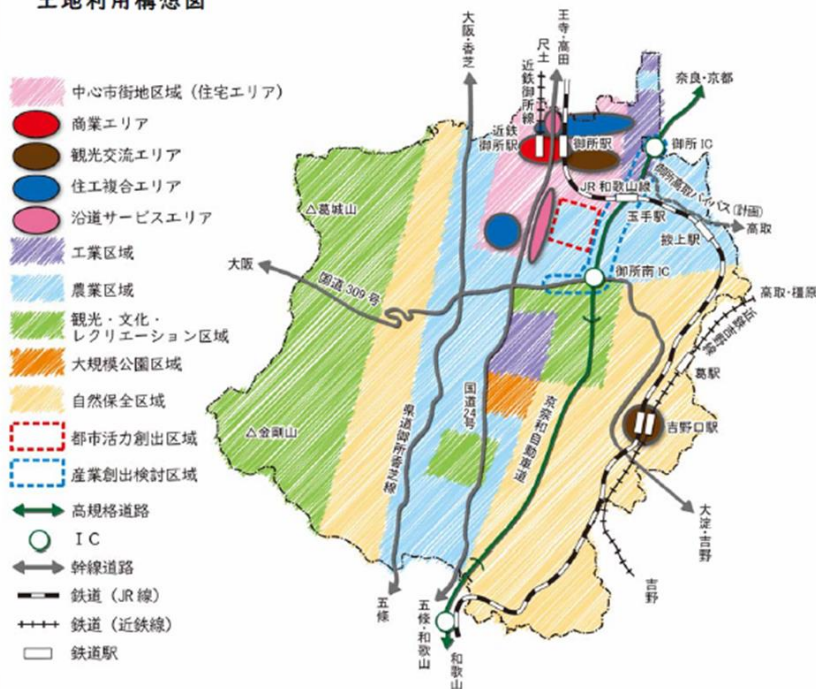 土地利用構想図
中心市街地区域（住宅エリア）
商業エリア
観光交流エリア
住工複合エリア
沿道サービスエリア
工業区域
農業区域
観光・文化・
レクリエーション区域
大規模公園区域
自然保全区域
都市活力創出区域
産業創出検討区域
高規格道路
IC
幹線道路
鉄道（JR線）
鉄道（近鉄線）
鉄道駅
大阪・香芝
王寺・高田
尺土
近鉄御所線
奈良・京都
近鉄
御所駅
御所駅
御所IC
JR和歌山線
御所高取バイパス(計画)
玉手駅
掖上駅
高取
△葛城山
大阪
国道309号
御所南IC
高取・橿原
近鉄吉野線
葛駅
吉野口駅
△金剛山
県道御所香芝線
国道24号
京奈和自動車道
大淀・吉野
吉野
五條
五條・和歌山
和歌山